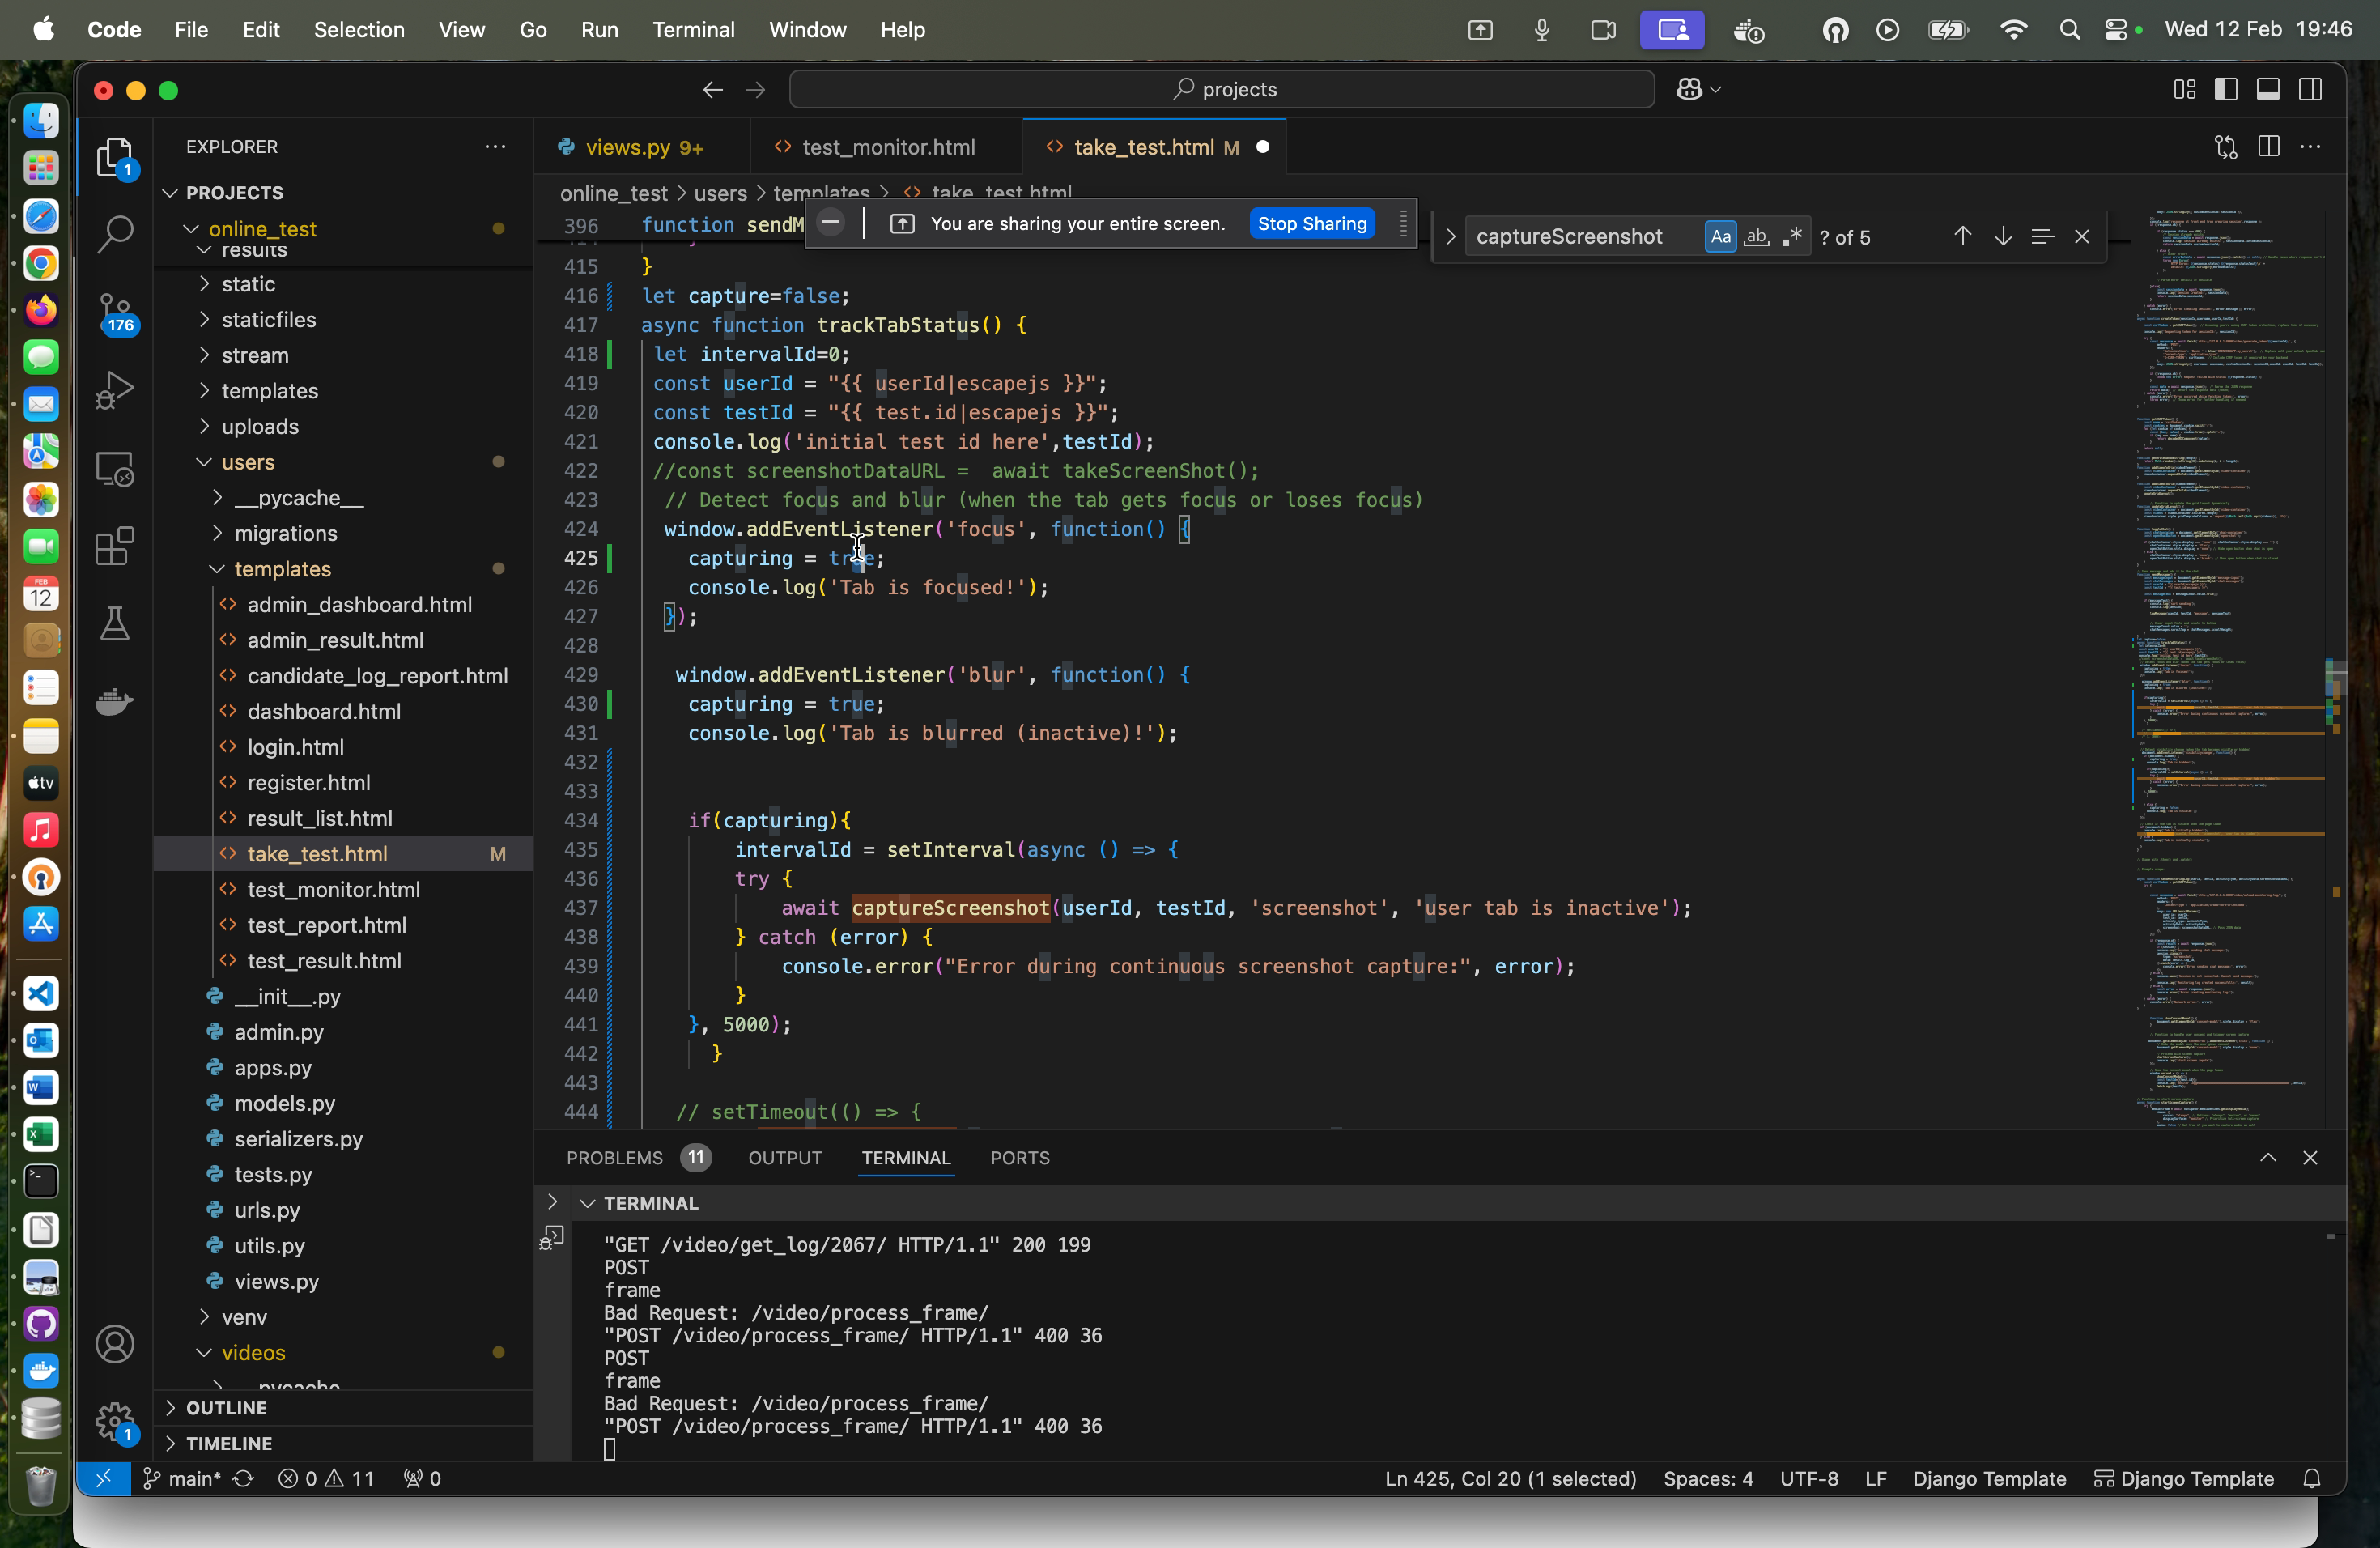 Code File Edit Selection View Go Run Terminal Window Help Wed 12 Feb 19:46
projects
EXPLORER
PROJECTS
online_test
results
static
staticfiles
stream
templates
uploads
users
__pycache__
migrations
templates
admin_dashboard.html
admin_result.html
candidate_log_report.html
dashboard.html
login.html
register.html
result_list.html
take_test.html M
test_monitor.html
test_report.html
test_result.html
__init__.py
admin.py
apps.py
models.py
serializers.py
tests.py
urls.py
utils.py
views.py
venv
videos
__pycache__
OUTLINE
TIMELINE
1
176
1
FEB
12
tv
views.py 9+ test_monitor.html take_test.html M
online_test > users > templates > take_test.html
You are sharing your entire screen. Stop Sharing
captureScreenshot Aa ab .* ? of 5
396 function sendM
415 }
416 let capture=false;
417 async function trackTabStatus() {
418 let intervalId=0;
419 const userId = "{{ userId|escapejs }}";
420 const testId = "{{ test.id|escapejs }}";
421 console.log('initial test id here',testId);
422 //const screenshotDataURL =  await takeScreenShot();
423 // Detect focus and blur (when the tab gets focus or loses focus)
424 window.addEventListener('focus', function() {
425 capturing = true;
426 console.log('Tab is focused!');
427 });
428
429 window.addEventListener('blur', function() {
430 capturing = true;
431 console.log('Tab is blurred (inactive)!');
432
433
434 if(capturing){
435 intervalId = setInterval(async () => {
436 try {
437 await captureScreenshot(userId, testId, 'screenshot', 'user tab is inactive');
438 } catch (error) {
439 console.error("Error during continuous screenshot capture:", error);
440 }
441 }, 5000);
442 }
443
444 // setTimeout(() => {
PROBLEMS 11 OUTPUT TERMINAL PORTS
TERMINAL
"GET /video/get_log/2067/ HTTP/1.1" 200 199
POST
frame
Bad Request: /video/process_frame/
"POST /video/process_frame/ HTTP/1.1" 400 36
POST
frame
Bad Request: /video/process_frame/
"POST /video/process_frame/ HTTP/1.1" 400 36
main* 0 11 0 Ln 425, Col 20 (1 selected) Spaces: 4 UTF-8 LF Django Template Django Template